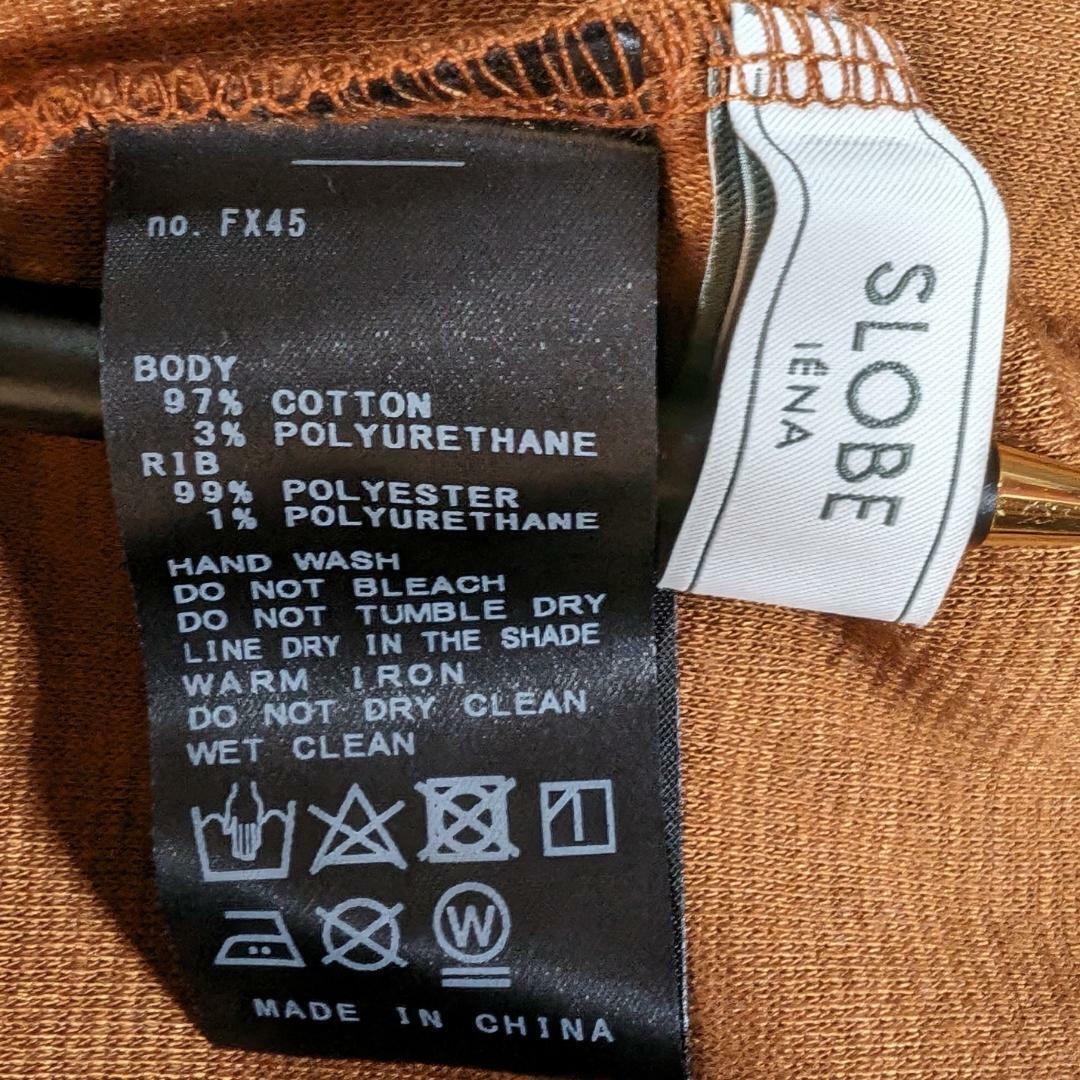 no. FX45
BODY
97% COTTON
3% POLYURETHANE
RIB
99% POLYESTER
1% POLYURETHANE
HAND WASH
DO NOT BLEACH
DO NOT TUMBLE DRY
LINE DRY IN THE SHADE
WARM IRON
DO NOT DRY CLEAN
WET CLEAN
W
MADE IN CHINA
SLOBE
IÉNA